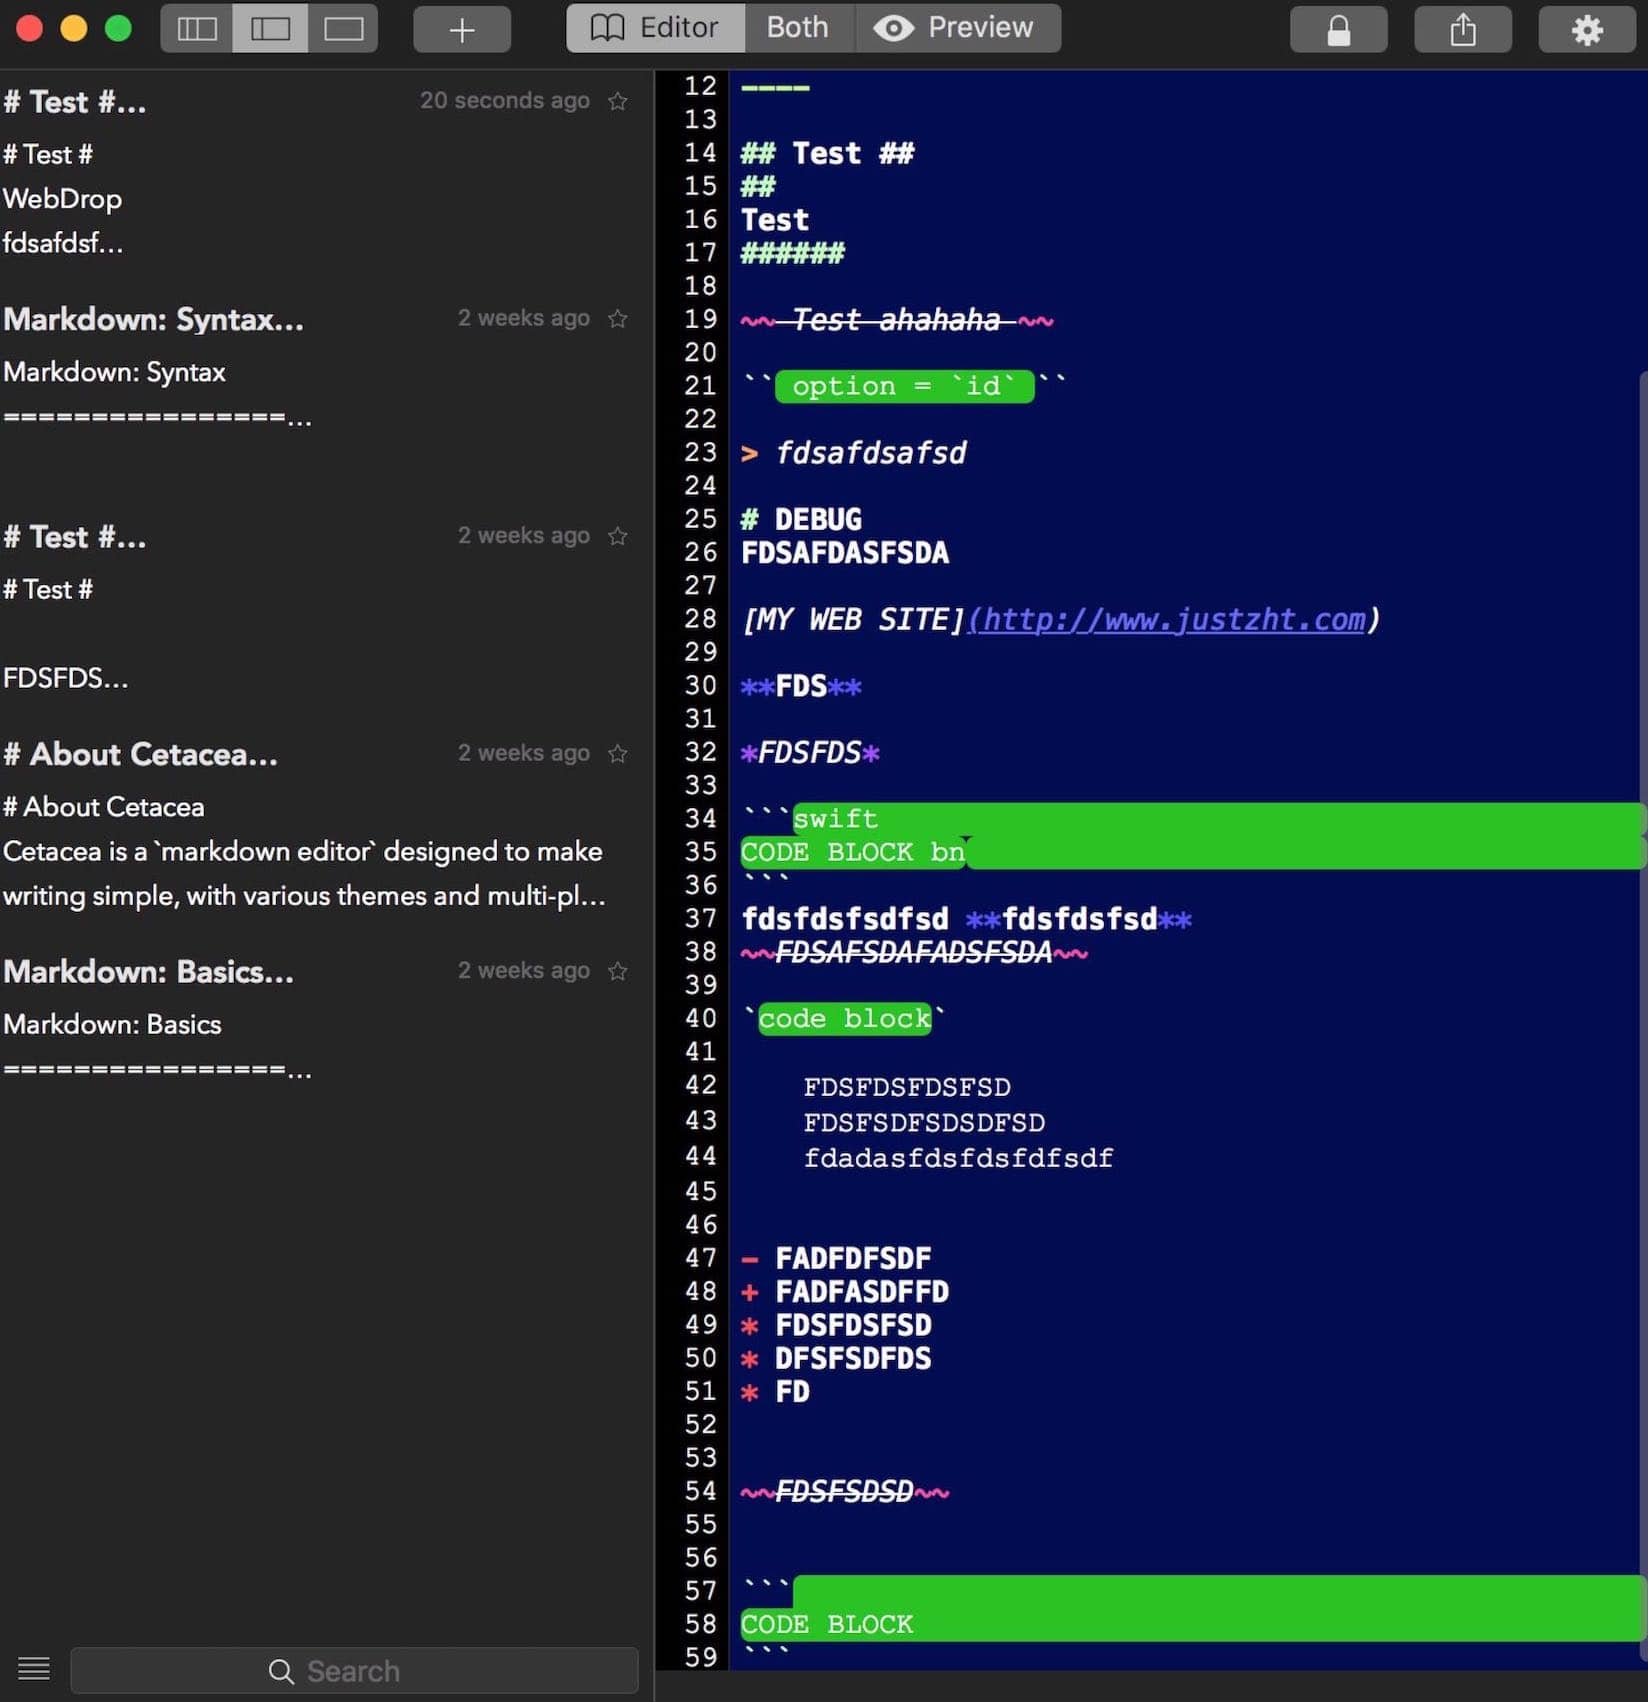 Editor Both Preview
# Test #... 20 seconds ago
# Test #
WebDrop
fdsafdsf...
Markdown: Syntax... 2 weeks ago
Markdown: Syntax
================...
# Test #... 2 weeks ago
# Test #
FDSFDS...
# About Cetacea... 2 weeks ago
# About Cetacea
Cetacea is a `markdown editor` designed to make
writing simple, with various themes and multi-pl...
Markdown: Basics... 2 weeks ago
Markdown: Basics
================...
Search
12 ----
13
14 ## Test ##
15 ##
16 Test
17 ######
18
19 ~~ Test ahahaha ~~
20
21 `` option = `id` ``
22
23 > fdsafdsafsd
24
25 # DEBUG
26 FDSAFDASFSDA
27
28 [MY WEB SITE](http://www.justzht.com)
29
30 **FDS**
31
32 *FDSFDS*
33
34 ```swift
35 CODE BLOCK bn
36 ```
37 fdsfdsfsdfsd **fdsfdsfsd**
38 ~~FDSAFSDAFADSFSDA~~
39
40 `code block`
41
42 FDSFDSFDSFSD
43 FDSFSDFSDSDFSD
44 fdadasfdsfdsfdfsdf
45
46
47 - FADFDFSDF
48 + FADFASDFFD
49 * FDSFDSFSD
50 * DFSFSDFDS
51 * FD
52
53
54 ~~FDSFSDSD~~
55
56
57 ```
58 CODE BLOCK
59 ```